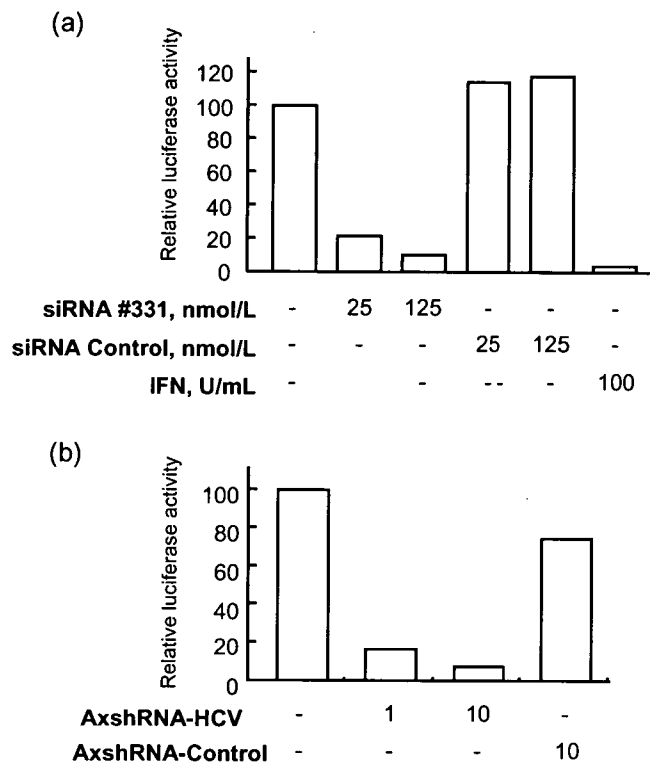 (a)
Relative luciferase activity
120
100
80
60
40
20
0
siRNA #331, nmol/L - 25 125 - - -
siRNA Control, nmol/L - - - 25 125 -
IFN, U/mL - - - -- - 100
(b)
Relative luciferase activity
100
80
60
40
20
0
AxshRNA-HCV - 1 10 -
AxshRNA-Control - - - 10